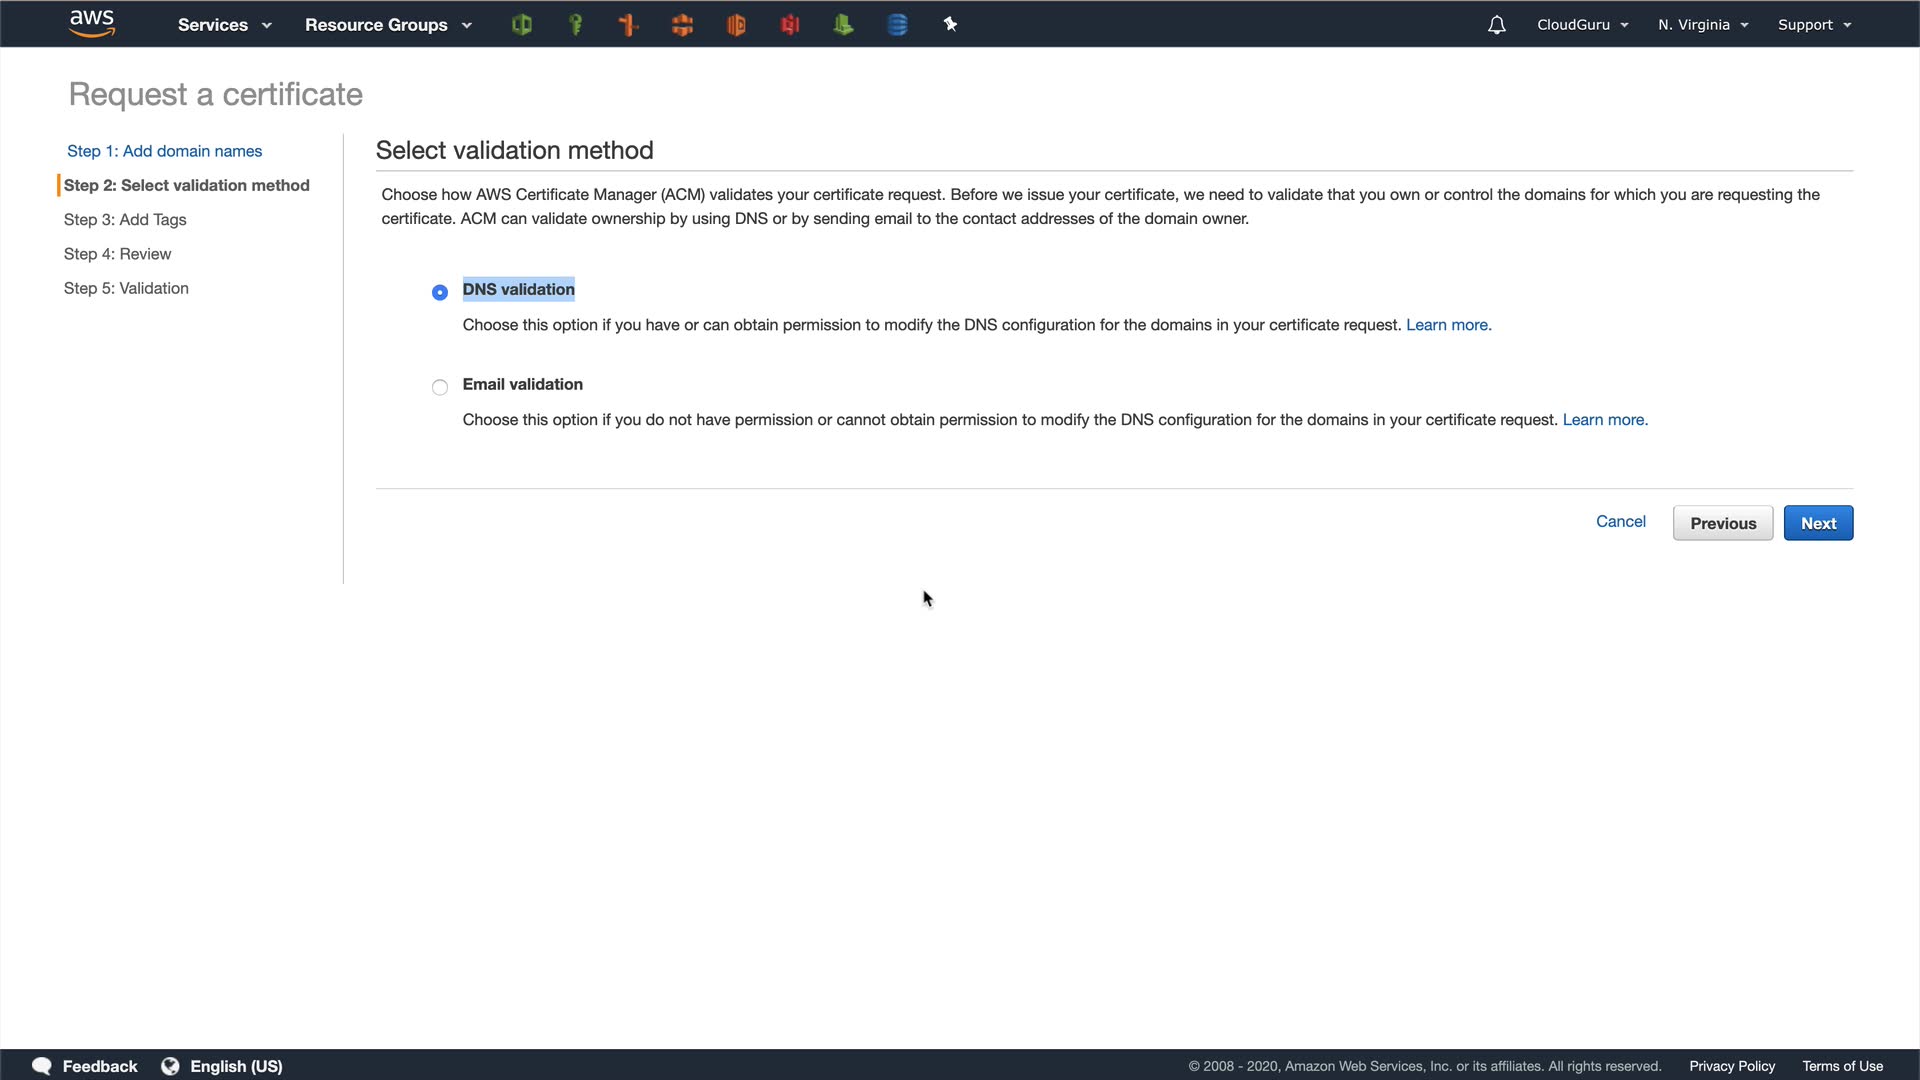 aws Services Resource Groups CloudGuru N. Virginia Support
Request a certificate
Step 1: Add domain names
Step 2: Select validation method
Step 3: Add Tags
Step 4: Review
Step 5: Validation
Select validation method
Choose how AWS Certificate Manager (ACM) validates your certificate request. Before we issue your certificate, we need to validate that you own or control the domains for which you are requesting the
certificate. ACM can validate ownership by using DNS or by sending email to the contact addresses of the domain owner.
DNS validation
Choose this option if you have or can obtain permission to modify the DNS configuration for the domains in your certificate request. Learn more.
Email validation
Choose this option if you do not have permission or cannot obtain permission to modify the DNS configuration for the domains in your certificate request. Learn more.
Cancel Previous Next
Feedback English (US) © 2008 - 2020, Amazon Web Services, Inc. or its affiliates. All rights reserved. Privacy Policy Terms of Use